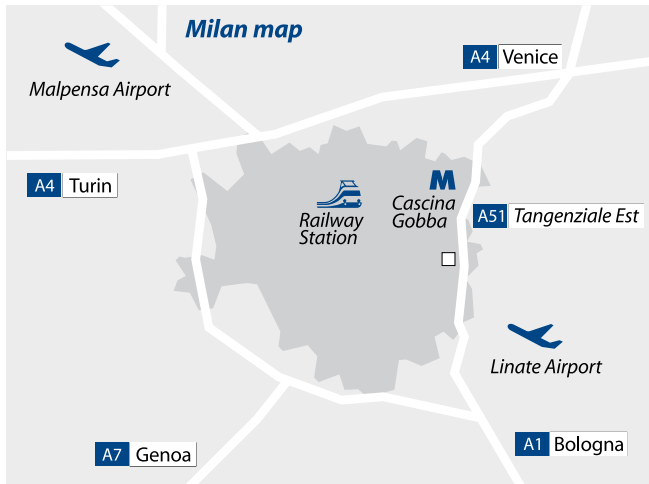 Milan map
A4 Venice
Malpensa Airport
A4 Turin
M
Cascina
Gobba
Railway
Station
A51 Tangenziale Est
Linate Airport
A7 Genoa
A1 Bologna